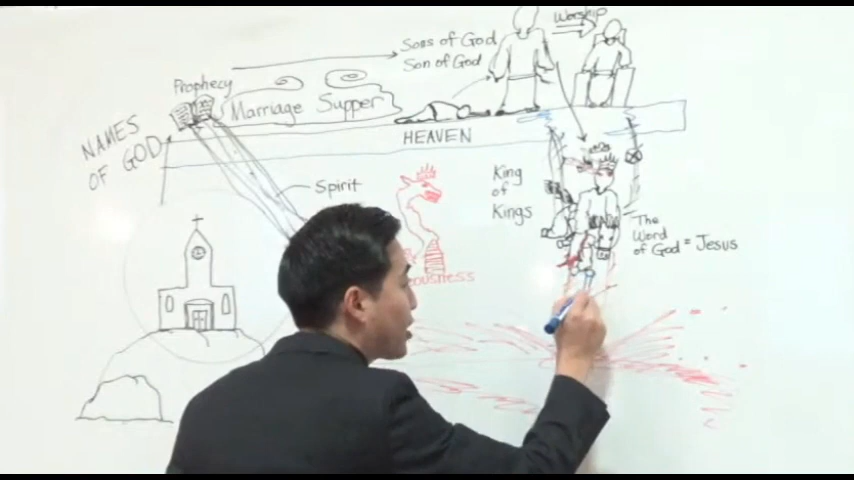 Worship
Sons of God
Son of God
Prophecy
Marriage Supper
NAMES
OF GOD
HEAVEN
Spirit
King
of
Kings
The
Word
of God = Jesus